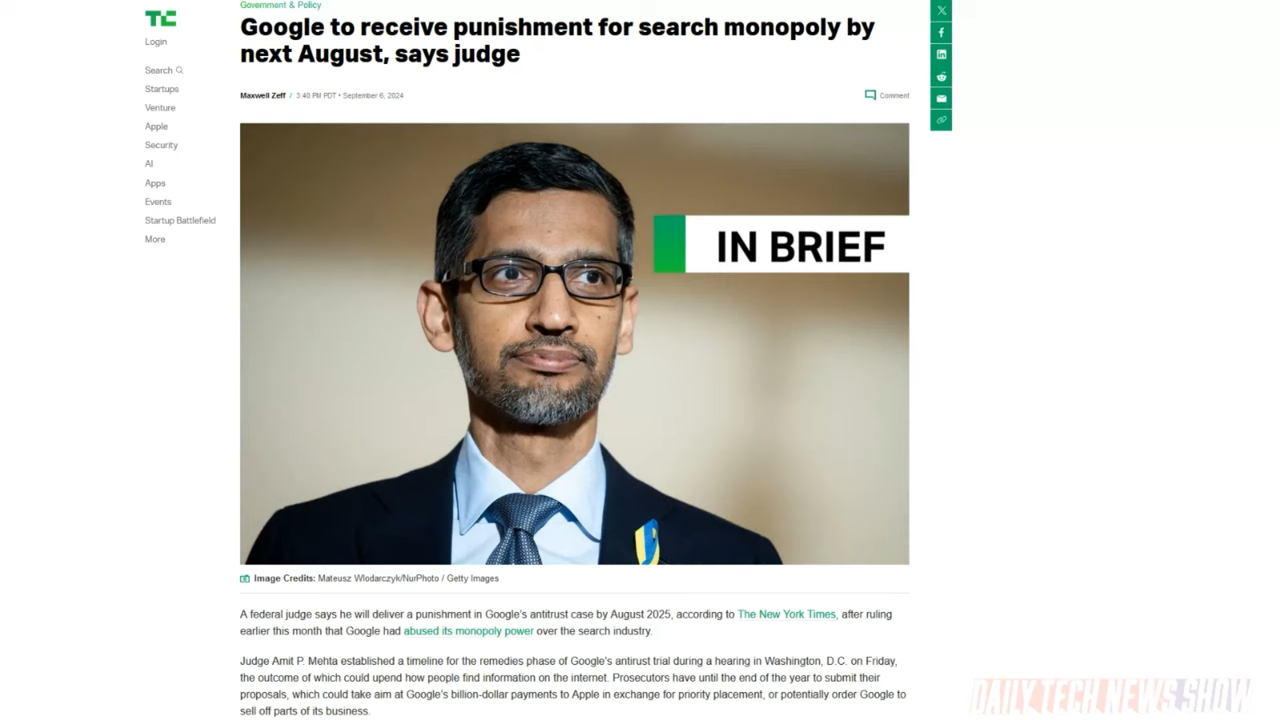 Government & Policy
Google to receive punishment for search monopoly by
next August, says judge
TC
Login
Search
Startups
Venture
Apple
Security
AI
Apps
Events
Startup Battlefield
More
Maxwell Zeff / 3:40 PM PDT • September 6, 2024
Comment
IN BRIEF
Image Credits: Mateusz Wlodarczyk/NurPhoto / Getty Images
A federal judge says he will deliver a punishment in Google's antitrust case by August 2025, according to The New York Times, after ruling
earlier this month that Google had abused its monopoly power over the search industry.
Judge Amit P. Mehta established a timeline for the remedies phase of Google's antirust trial during a hearing in Washington, D.C. on Friday,
the outcome of which could upend how people find information on the internet. Prosecutors have until the end of the year to submit their
proposals, which could take aim at Google's billion-dollar payments to Apple in exchange for priority placement, or potentially order Google to
sell off parts of its business.
DAILY TECH NEWS SHOW